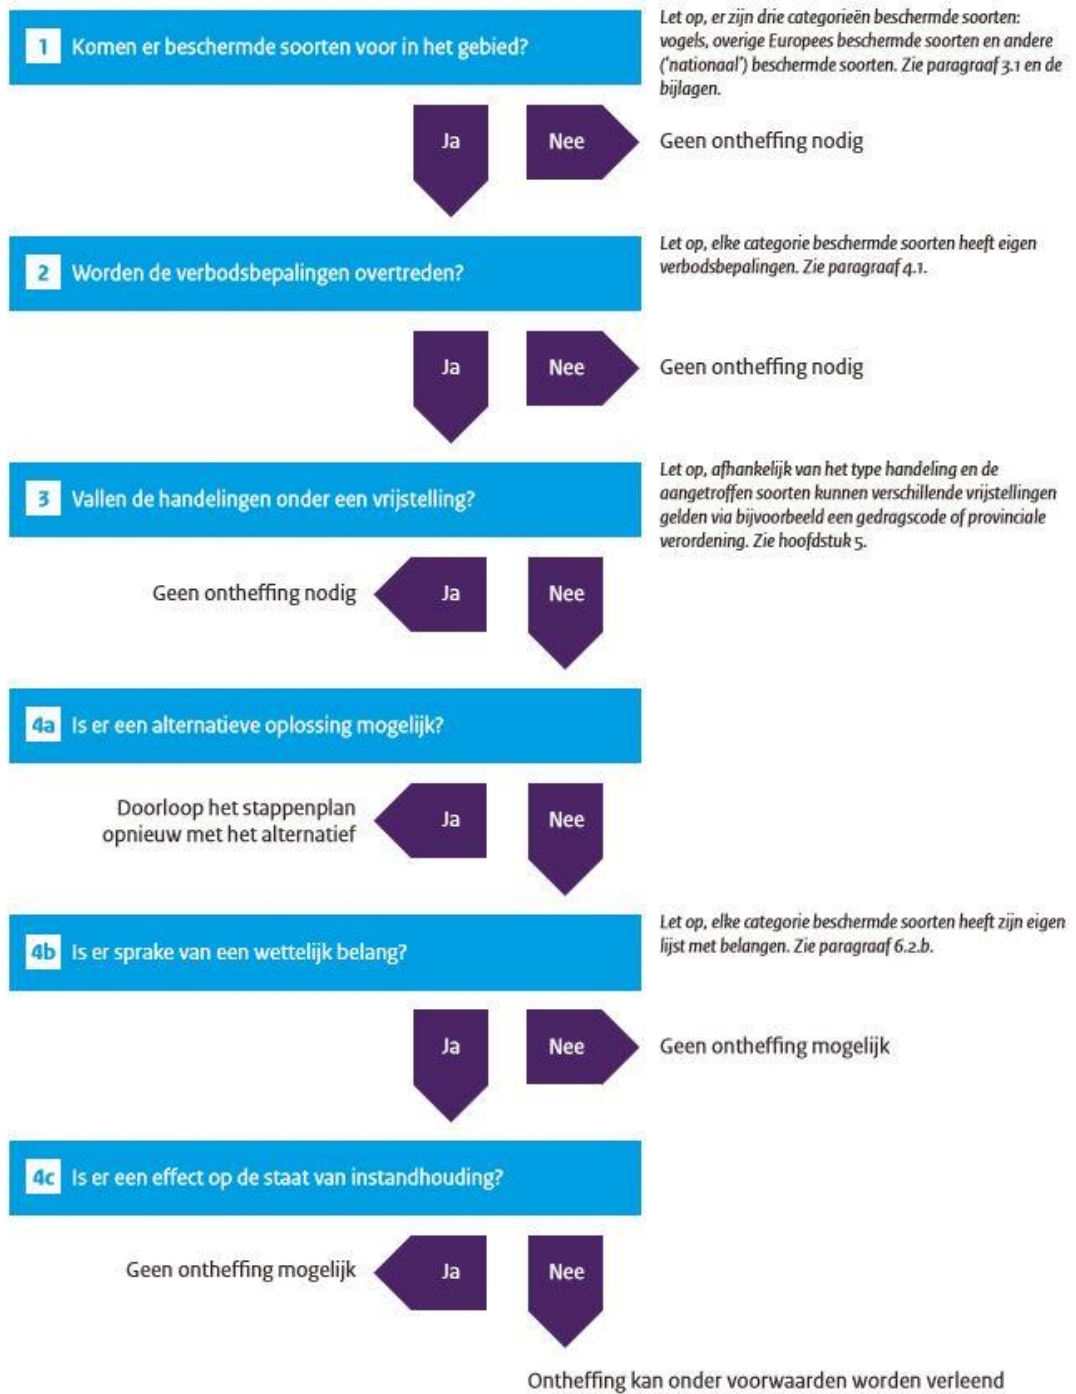 1 Komen er beschermde soorten voor in het gebied?
Let op, er zijn drie categorieën beschermde soorten:
vogels, overige Europees beschermde soorten en andere
('nationaal') beschermde soorten. Zie paragraaf 3.1 en de
bijlagen.
Ja
Nee
Geen ontheffing nodig
2 Worden de verbodsbepalingen overtreden?
Let op, elke categorie beschermde soorten heeft eigen
verbodsbepalingen. Zie paragraaf 4.1.
Ja
Nee
Geen ontheffing nodig
3 Vallen de handelingen onder een vrijstelling?
Let op, afhankelijk van het type handeling en de
aangetroffen soorten kunnen verschillende vrijstellingen
gelden via bijvoorbeeld een gedragscode of provinciale
verordening. Zie hoofdstuk 5.
Geen ontheffing nodig
Ja
Nee
4a Is er een alternatieve oplossing mogelijk?
Doorloop het stappenplan
opnieuw met het alternatief
Ja
Nee
4b Is er sprake van een wettelijk belang?
Let op, elke categorie beschermde soorten heeft zijn eigen
lijst met belangen. Zie paragraaf 6.2.b.
Ja
Nee
Geen ontheffing mogelijk
4c Is er een effect op de staat van instandhouding?
Geen ontheffing mogelijk
Ja
Nee
Ontheffing kan onder voorwaarden worden verleend